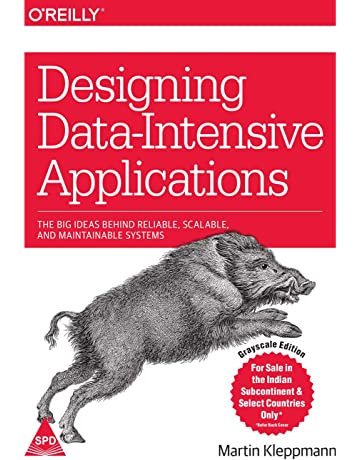 O'REILLY®
Designing
Data-Intensive
Applications
THE BIG IDEAS BEHIND RELIABLE, SCALABLE,
AND MAINTAINABLE SYSTEMS
Grayscale Edition
For Sale in
the Indian
Subcontinent &
Select Countries
Only*
*Refer Back Cover
SPD
Martin Kleppmann